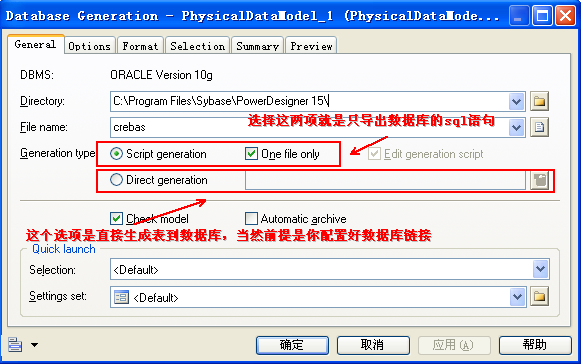 Database Generation - PhysicalDataModel_1 (PhysicalDataMode...
General Options Format Selection Summary Preview
DBMS: ORACLE Version 10g
Directory: C:\Program Files\Sybase\PowerDesigner 15\
File name: crebas
选择这两项就是只导出数据库的sql语句
Generation type: Script generation One file only Edit generation script
Direct generation
Check model Automatic archive
这个选项是直接生成表到数据库，当然前提是你配置好数据库链接
Quick launch
Selection: <Default>
Settings set: <Default>
确定 取消 应用(A) 帮助